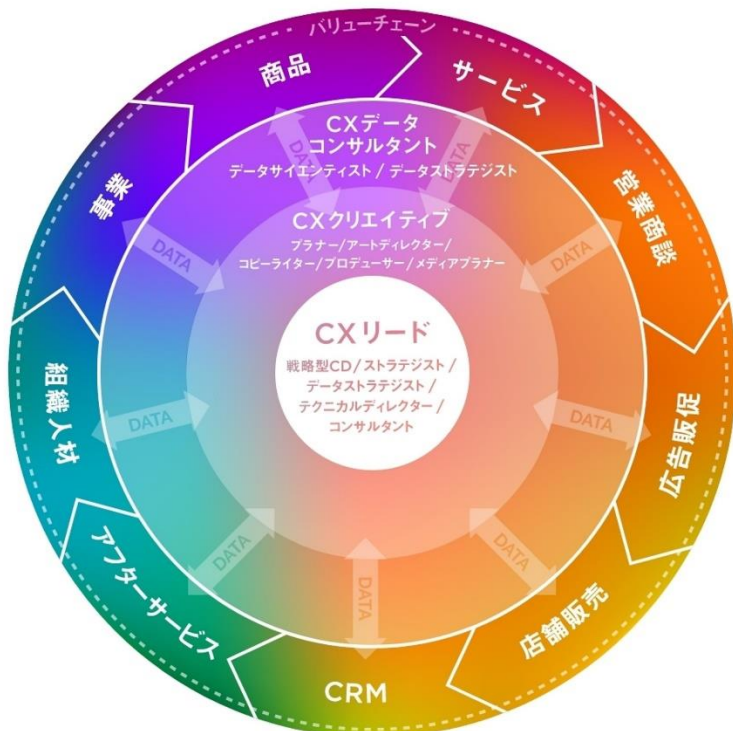 バリューチェーン
商品
サービス
営業商談
広告販促
店舗販売
CRM
アフターサービス
組織人材
事業
CXデータ
コンサルタント
データサイエンティスト / データストラテジスト
CXクリエイティブ
プラナー/アートディレクター/
コピーライター/プロデューサー/メディアプラナー
CXリード
戦略型CD/ストラテジスト/
データストラテジスト/
テクニカルディレクター/
コンサルタント
DATA
DATA
DATA
DATA
DATA
DATA
DATA
DATA
DATA